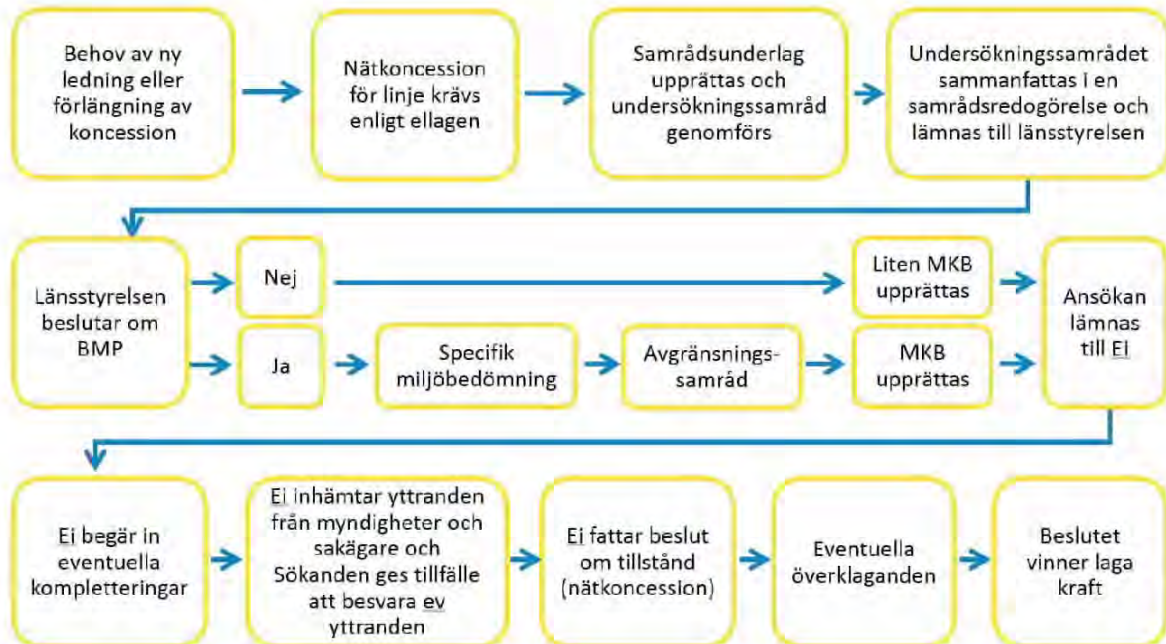 Behov av ny
ledning eller
förlängning av
koncession
Nätkoncession
för linje krävs
enligt ellagen
Samrådsunderlag
upprättas och
undersökningssamråd
genomförs
Undersökningssamrådet
sammanfattas i en
samrådsredogörelse och
lämnas till länsstyrelsen
Länsstyrelsen
beslutar om
BMP
Nej
Liten MKB
upprättas
Ja
Specifik
miljöbedömning
Avgränsnings-
samråd
MKB
upprättas
Ansökan
lämnas
till Ei
Ei begär in
eventuella
kompletteringar
Ei inhämtar yttranden
från myndigheter och
sakägare och
Sökanden ges tillfälle
att besvara ev
yttranden
Ei fattar beslut
om tillstånd
(nätkoncession)
Eventuella
överklaganden
Beslutet
vinner laga
kraft